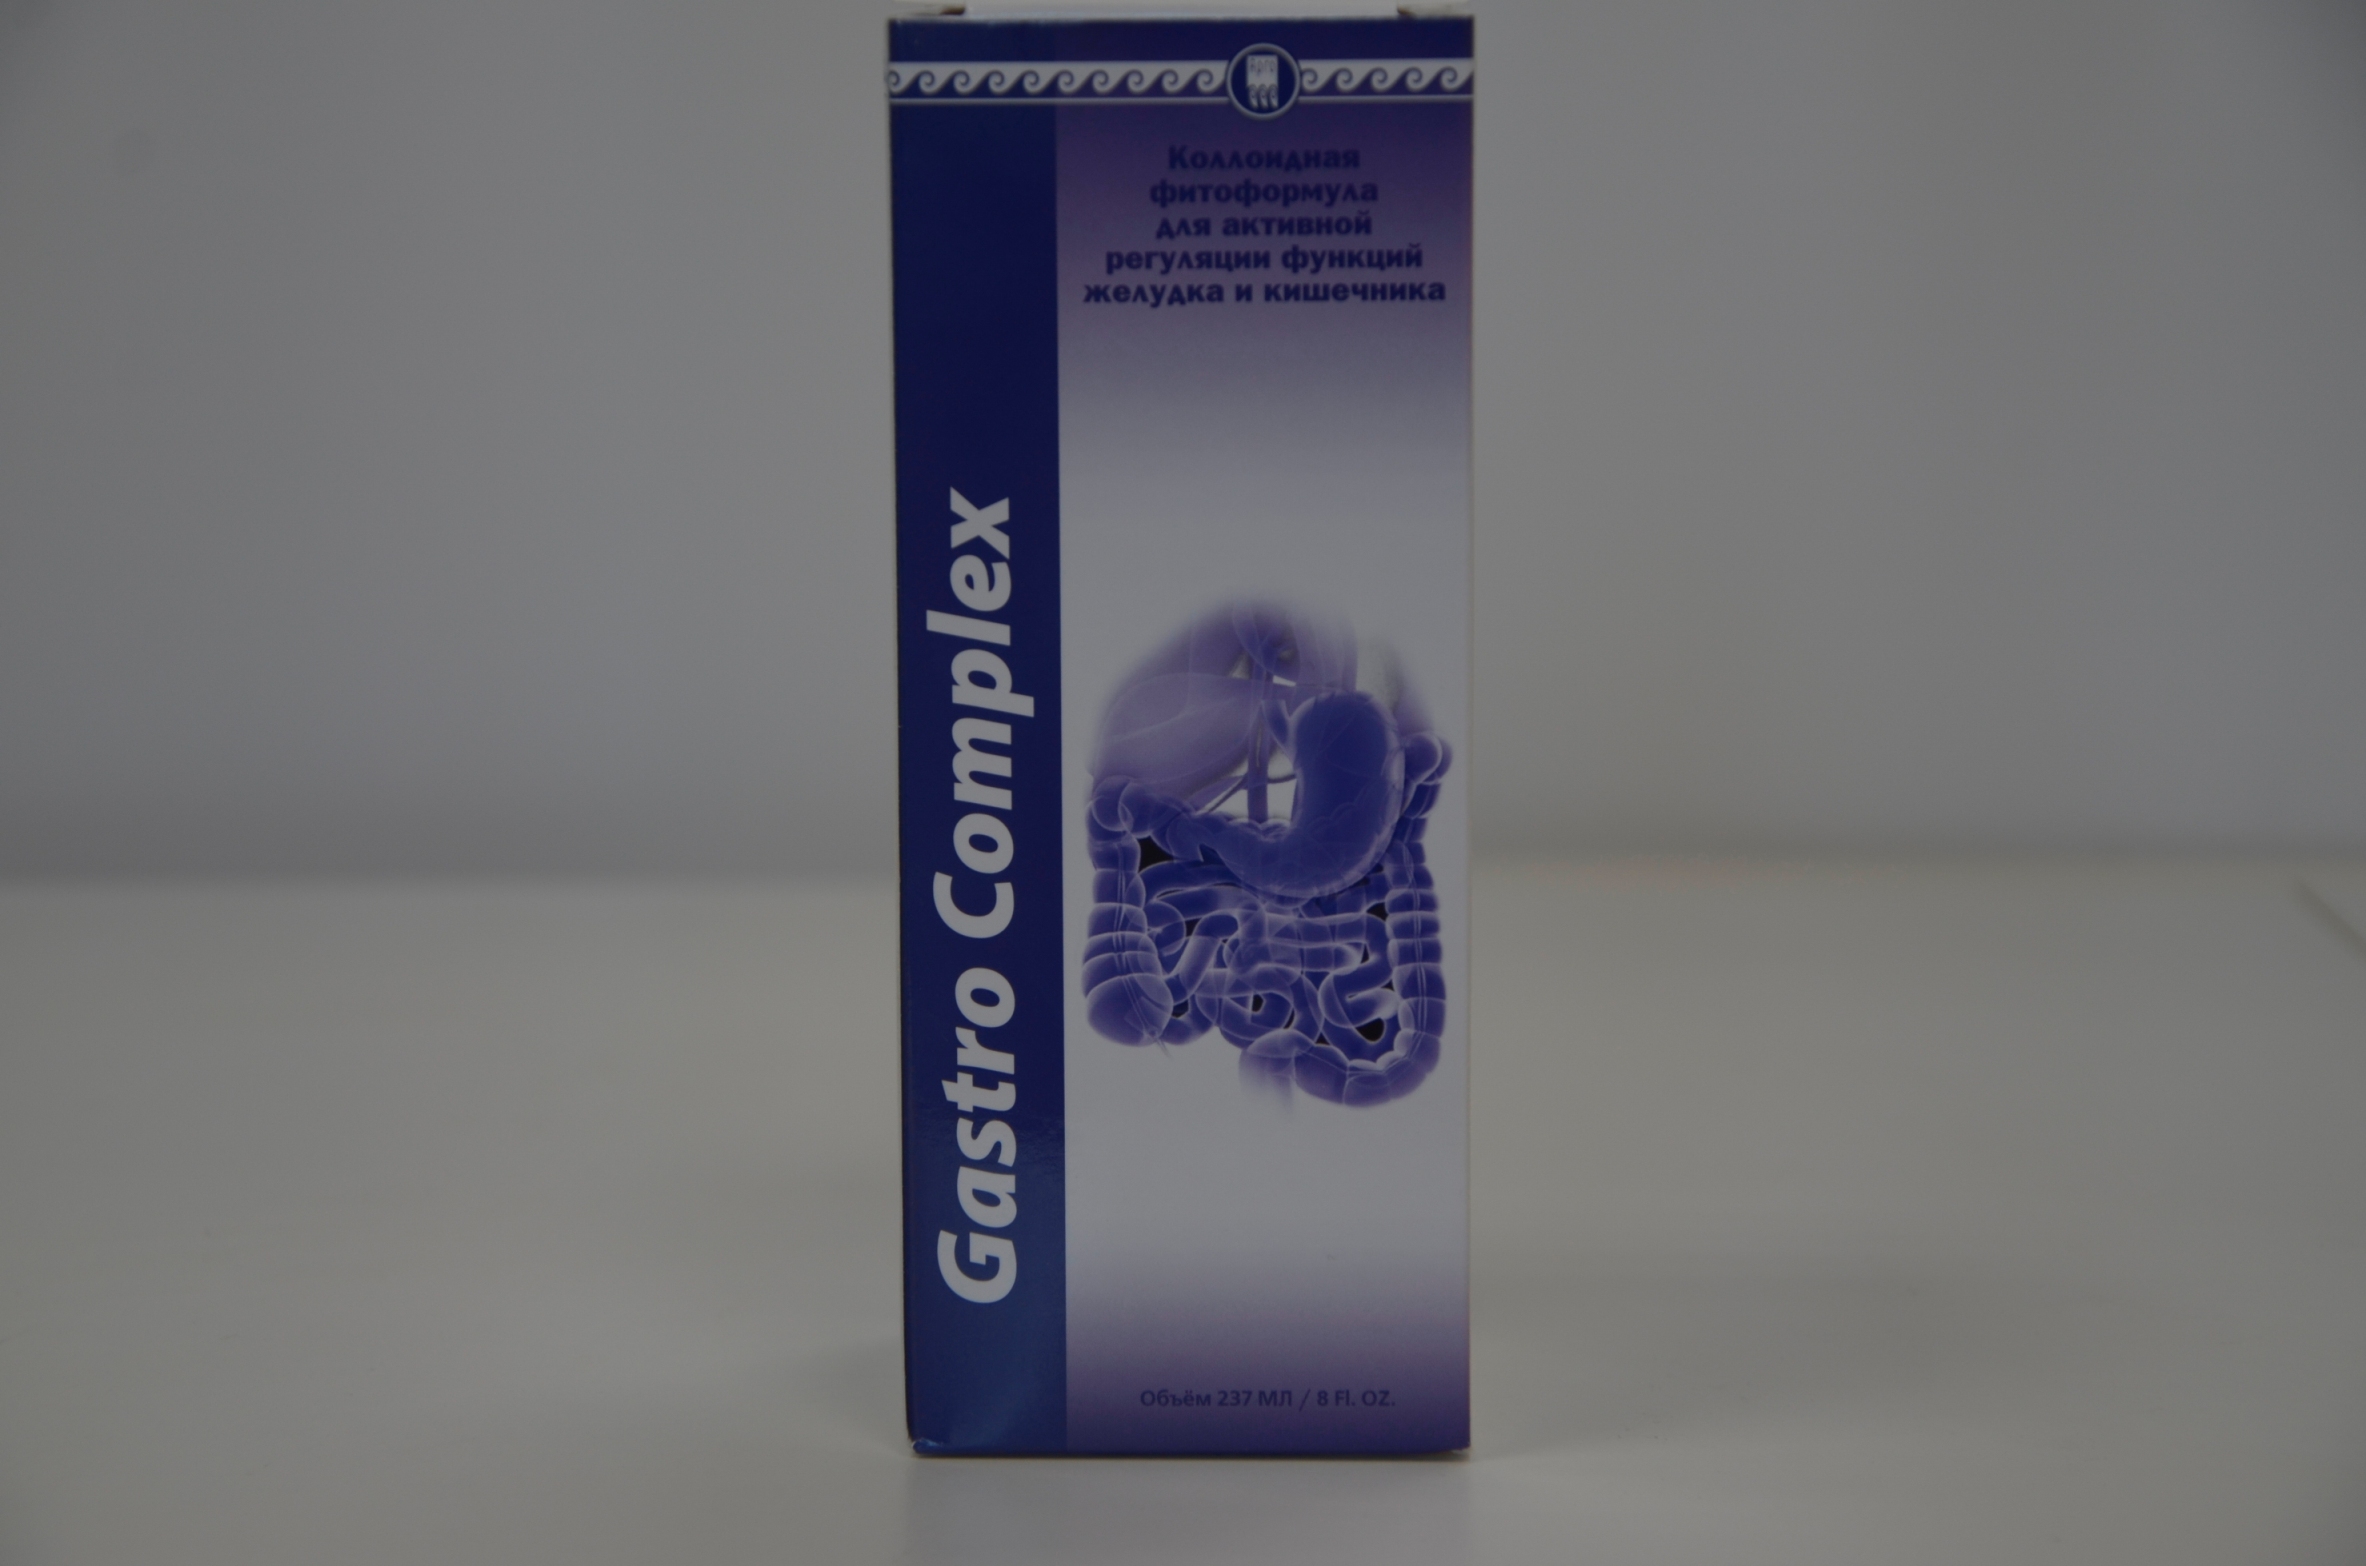 Коллоидная
фитоформула
для активной
регуляции функций
желудка и кишечника
Gastro Complex
Объём 237 МЛ / 8 Fl. OZ.